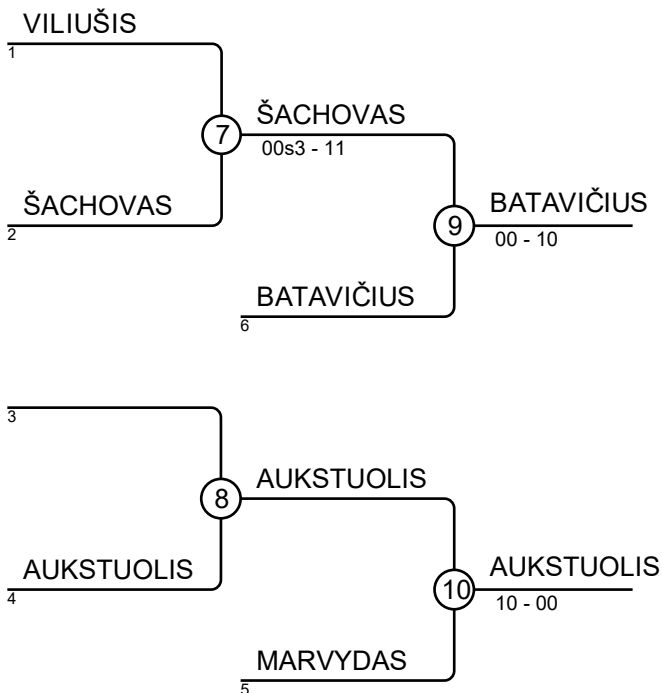 VILIUŠIS
1
7
ŠACHOVAS
00s3 - 11
ŠACHOVAS
2
9
BATAVIČIUS
00 - 10
BATAVIČIUS
6
3
8
AUKSTUOLIS
AUKSTUOLIS
4
10
AUKSTUOLIS
10 - 00
MARVYDAS
5